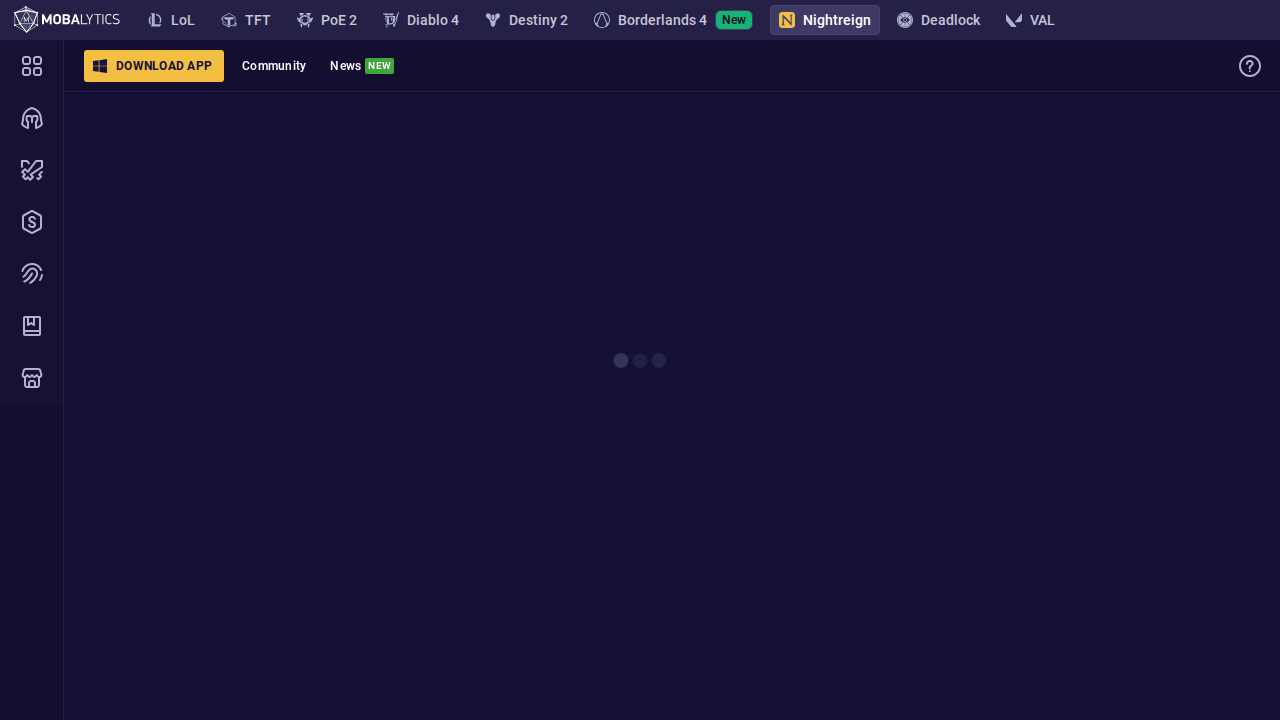 MOBALYTICS LoL TFT PoE 2 Diablo 4 Destiny 2 Borderlands 4 New Nightreign Deadlock VAL
DOWNLOAD APP Community News NEW